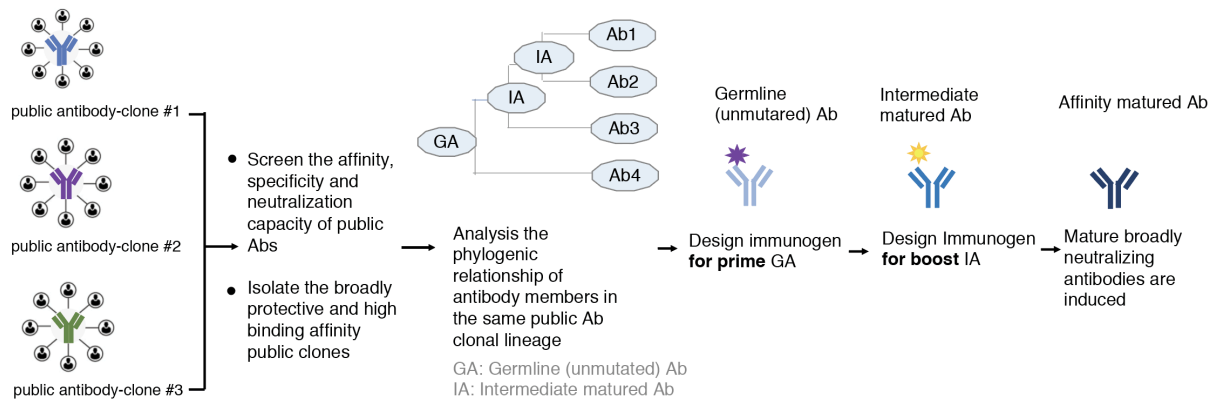 public antibody-clone #1
public antibody-clone #2
public antibody-clone #3
● Screen the affinity,
specificity and
neutralization
capacity of public
Abs
● Isolate the broadly
protective and high
binding affinity
public clones
GA
IA
IA
Ab1
Ab2
Ab3
Ab4
Analysis the
phylogenic
relationship of
antibody members in
the same public Ab
clonal lineage
GA: Germline (unmutated) Ab
IA: Intermediate matured Ab
Germline
(unmutared) Ab
Design immunogen
for prime GA
Intermediate
matured Ab
Design Immunogen
for boost IA
Affinity matured Ab
Mature broadly
neutralizing
antibodies are
induced